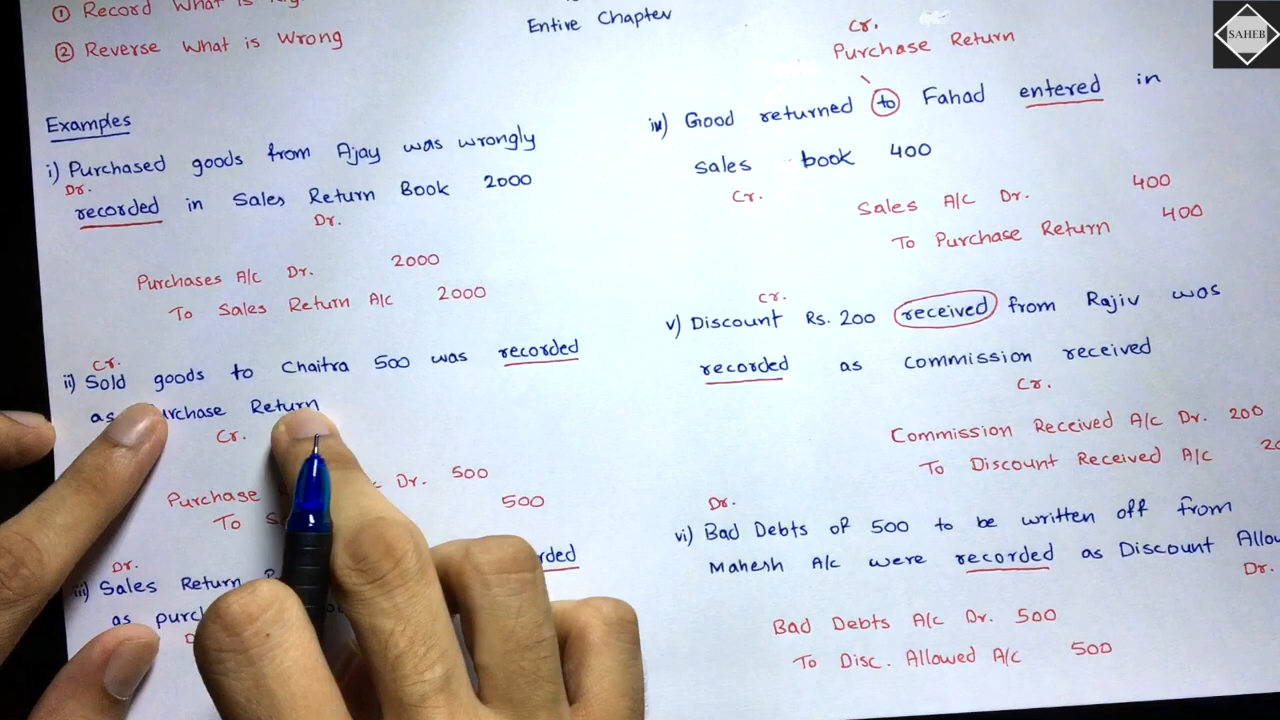 ① Record What is
② Reverse What is Wrong
Entire Chapter
Examples
i) Purchased goods from Ajay was wrongly
Dr.
recorded in Sales Return Book 2000
Dr.
Purchases A/c Dr. 2000
To Sales Return A/c 2000
Cr.
ii) Sold goods to Chaitra 500 was recorded
as Purchase Return
Cr.
Purchase Dr. 500
To 500
Dr.
iii) Sales Return
as
Cr.
Purchase Return
iv) Good returned to Fahad entered in
sales book 400
Cr.
Sales A/c Dr. 400
To Purchase Return 400
Cr.
v) Discount Rs. 200 received from Rajiv was
recorded as Commission received
Cr.
Commission Received A/c Dr. 200
To Discount Received A/c
Dr.
vi) Bad Debts of 500 to be written off from
Mahesh A/c were recorded as Discount
Dr.
Bad Debts A/c Dr. 500
To Disc. Allowed A/c 500
SAHEB